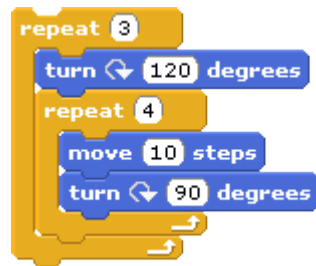 repeat 3
turn 120 degrees
repeat 4
move 10 steps
turn 90 degrees